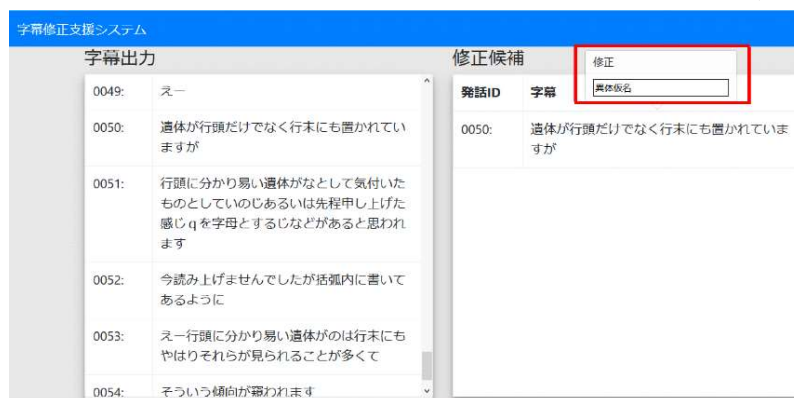 字幕修正支援システム
字幕出力
0049: えー
0050: 遺体が行頭だけでなく行末にも置かれてい
ますが
0051: 行頭に分かり易い遺体がなとして気付いた
ものとしていのじあるいは先程申し上げた
感じqを字母とするじなどがあると思われ
ます
0052: 今読み上げませんでしたが括弧内に書いて
あるように
0053: えー行頭に分かり易い遺体がのは行末にも
やはりそれらが見られることが多くて
0054: そういう傾向が窺われます
修正候補
修正
異体仮名
発話ID 字幕
0050: 遺体が行頭だけでなく行末にも置かれていま
すが